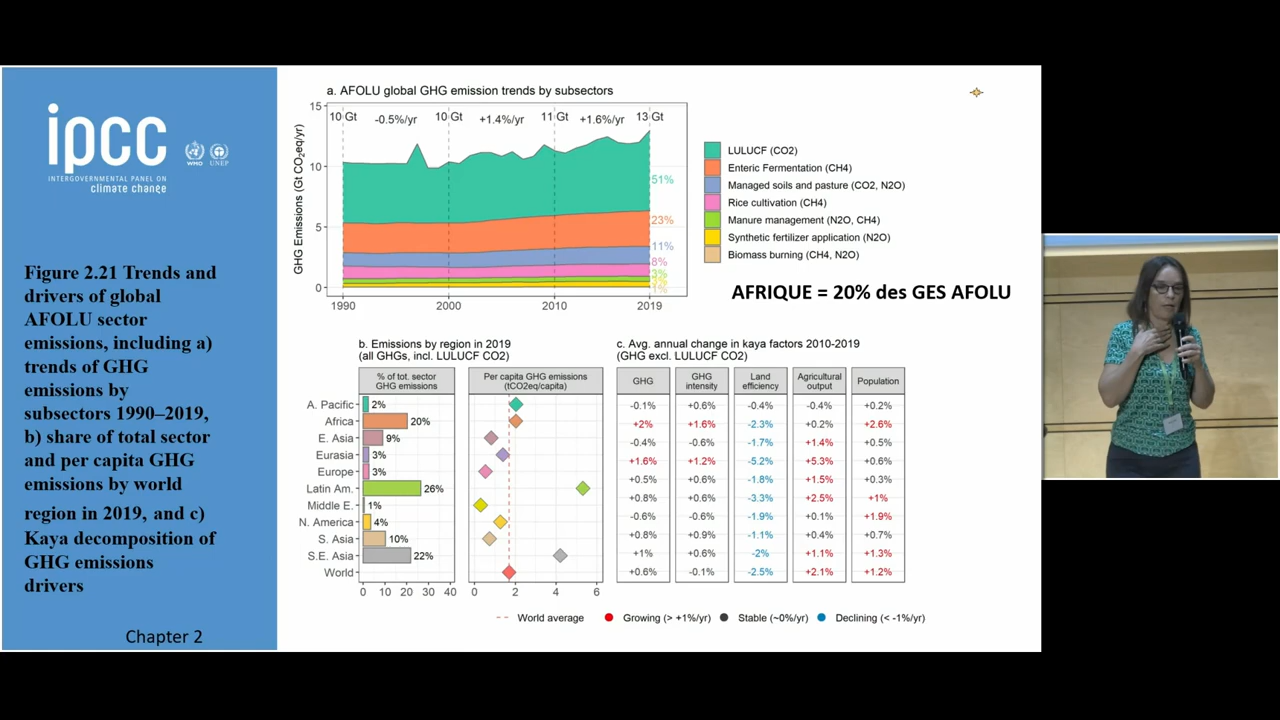 ipcc
INTERGOVERNMENTAL PANEL ON
climate change
WMO
UNEP
Figure 2.21 Trends and
drivers of global
AFOLU sector
emissions, including a)
trends of GHG
emissions by
subsectors 1990–2019,
b) share of total sector
and per capita GHG
emissions by world
region in 2019, and c)
Kaya decomposition of
GHG emissions
drivers
Chapter 2
a. AFOLU global GHG emission trends by subsectors
GHG Emissions (Gt CO2eq/yr)
15
10
5
0
10 Gt -0.5%/yr 10 Gt +1.4%/yr 11 Gt +1.6%/yr 13 Gt
51%
23%
11%
8%
3%
1%
1990 2000 2010 2019
LULUCF (CO2)
Enteric Fermentation (CH4)
Managed soils and pasture (CO2, N2O)
Rice cultivation (CH4)
Manure management (N2O, CH4)
Synthetic fertilizer application (N2O)
Biomass burning (CH4, N2O)
AFRIQUE = 20% des GES AFOLU
b. Emissions by region in 2019
(all GHGs, incl. LULUCF CO2)
% of tot. sector
GHG emissions
Per capita GHG emissions
(tCO2eq/capita)
A. Pacific 2%
Africa 20%
E. Asia 9%
Eurasia 3%
Europe 3%
Latin Am. 26%
Middle E. 1%
N. America 4%
S. Asia 10%
S.E. Asia 22%
World
0 10 20 30 40
0 2 4 6
c. Avg. annual change in kaya factors 2010-2019
(GHG excl. LULUCF CO2)
GHG
GHG
intensity
Land
efficiency
Agricultural
output
Population
-0.1% +0.6% -0.4% -0.4% +0.2%
+2% +1.6% -2.3% +0.2% +2.6%
-0.4% -0.6% -1.7% +1.4% +0.5%
+1.6% +1.2% -5.2% +5.3% +0.6%
+0.5% +0.6% -1.8% +1.5% +0.3%
+0.8% +0.6% -3.3% +2.5% +1%
-0.6% -0.6% -1.9% +0.1% +1.9%
+0.8% +0.9% -1.1% +0.4% +0.7%
+1% +0.6% -2% +1.1% +1.3%
+0.6% -0.1% -2.5% +2.1% +1.2%
World average
Growing (> +1%/yr)
Stable (~0%/yr)
Declining (< -1%/yr)